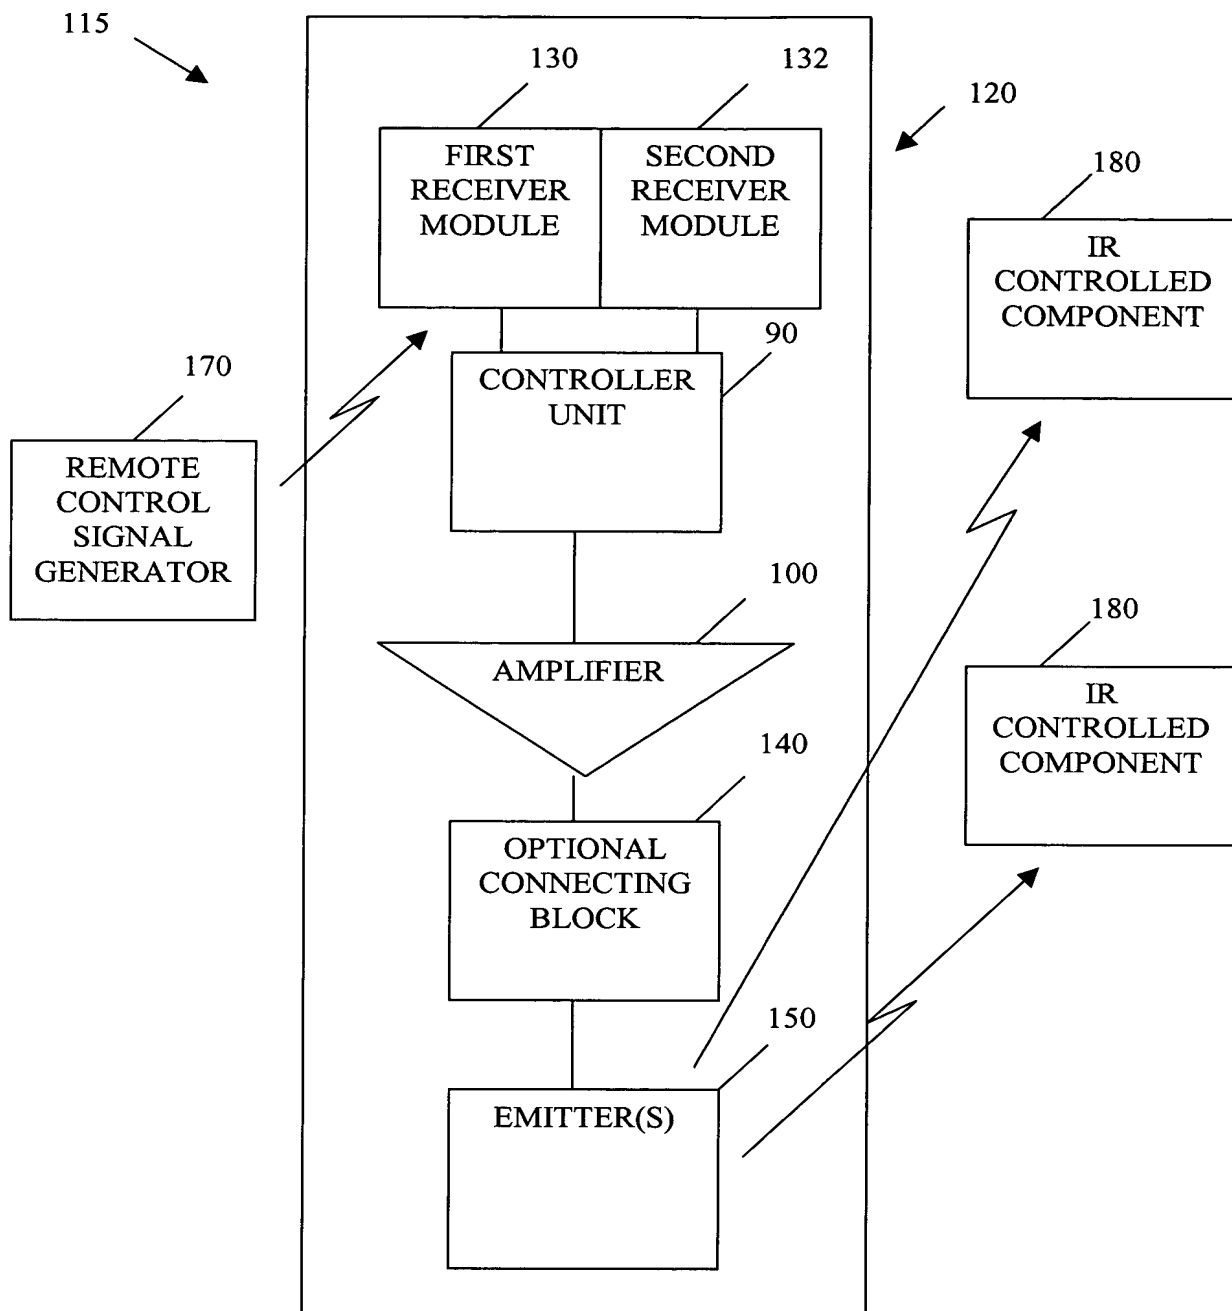 115
130
132
120
FIRST
RECEIVER
MODULE
SECOND
RECEIVER
MODULE
180
IR
CONTROLLED
COMPONENT
90
CONTROLLER
UNIT
170
REMOTE
CONTROL
SIGNAL
GENERATOR
100
AMPLIFIER
180
IR
CONTROLLED
COMPONENT
140
OPTIONAL
CONNECTING
BLOCK
150
EMITTER(S)